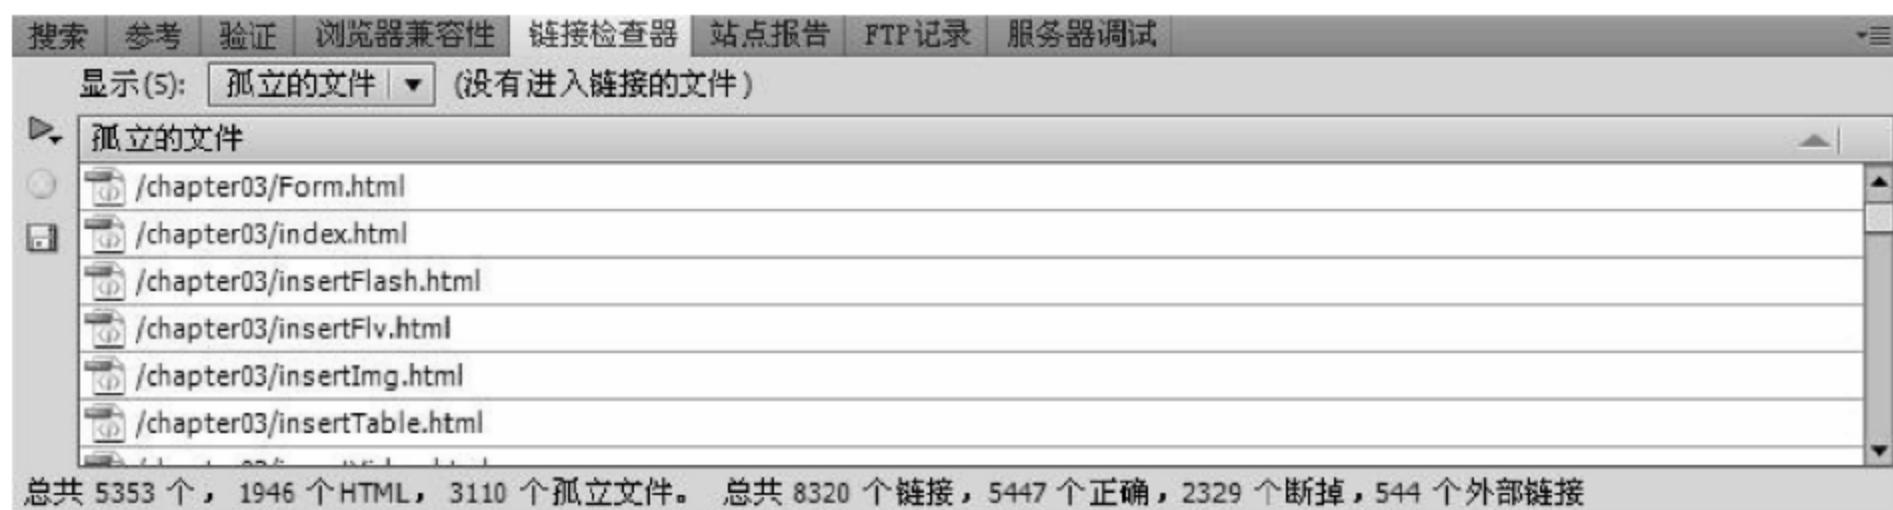 搜索 参考 验证 浏览器兼容性 链接检查器 站点报告 FTP记录 服务器调试
显示(S): 孤立的文件 (没有进入链接的文件)
孤立的文件
/chapter03/Form.html
/chapter03/index.html
/chapter03/insertFlash.html
/chapter03/insertFlv.html
/chapter03/insertImg.html
/chapter03/insertTable.html
总共 5353 个, 1946 个HTML, 3110 个孤立文件。 总共 8320 个链接,5447 个正确,2329 个断掉,544 个外部链接